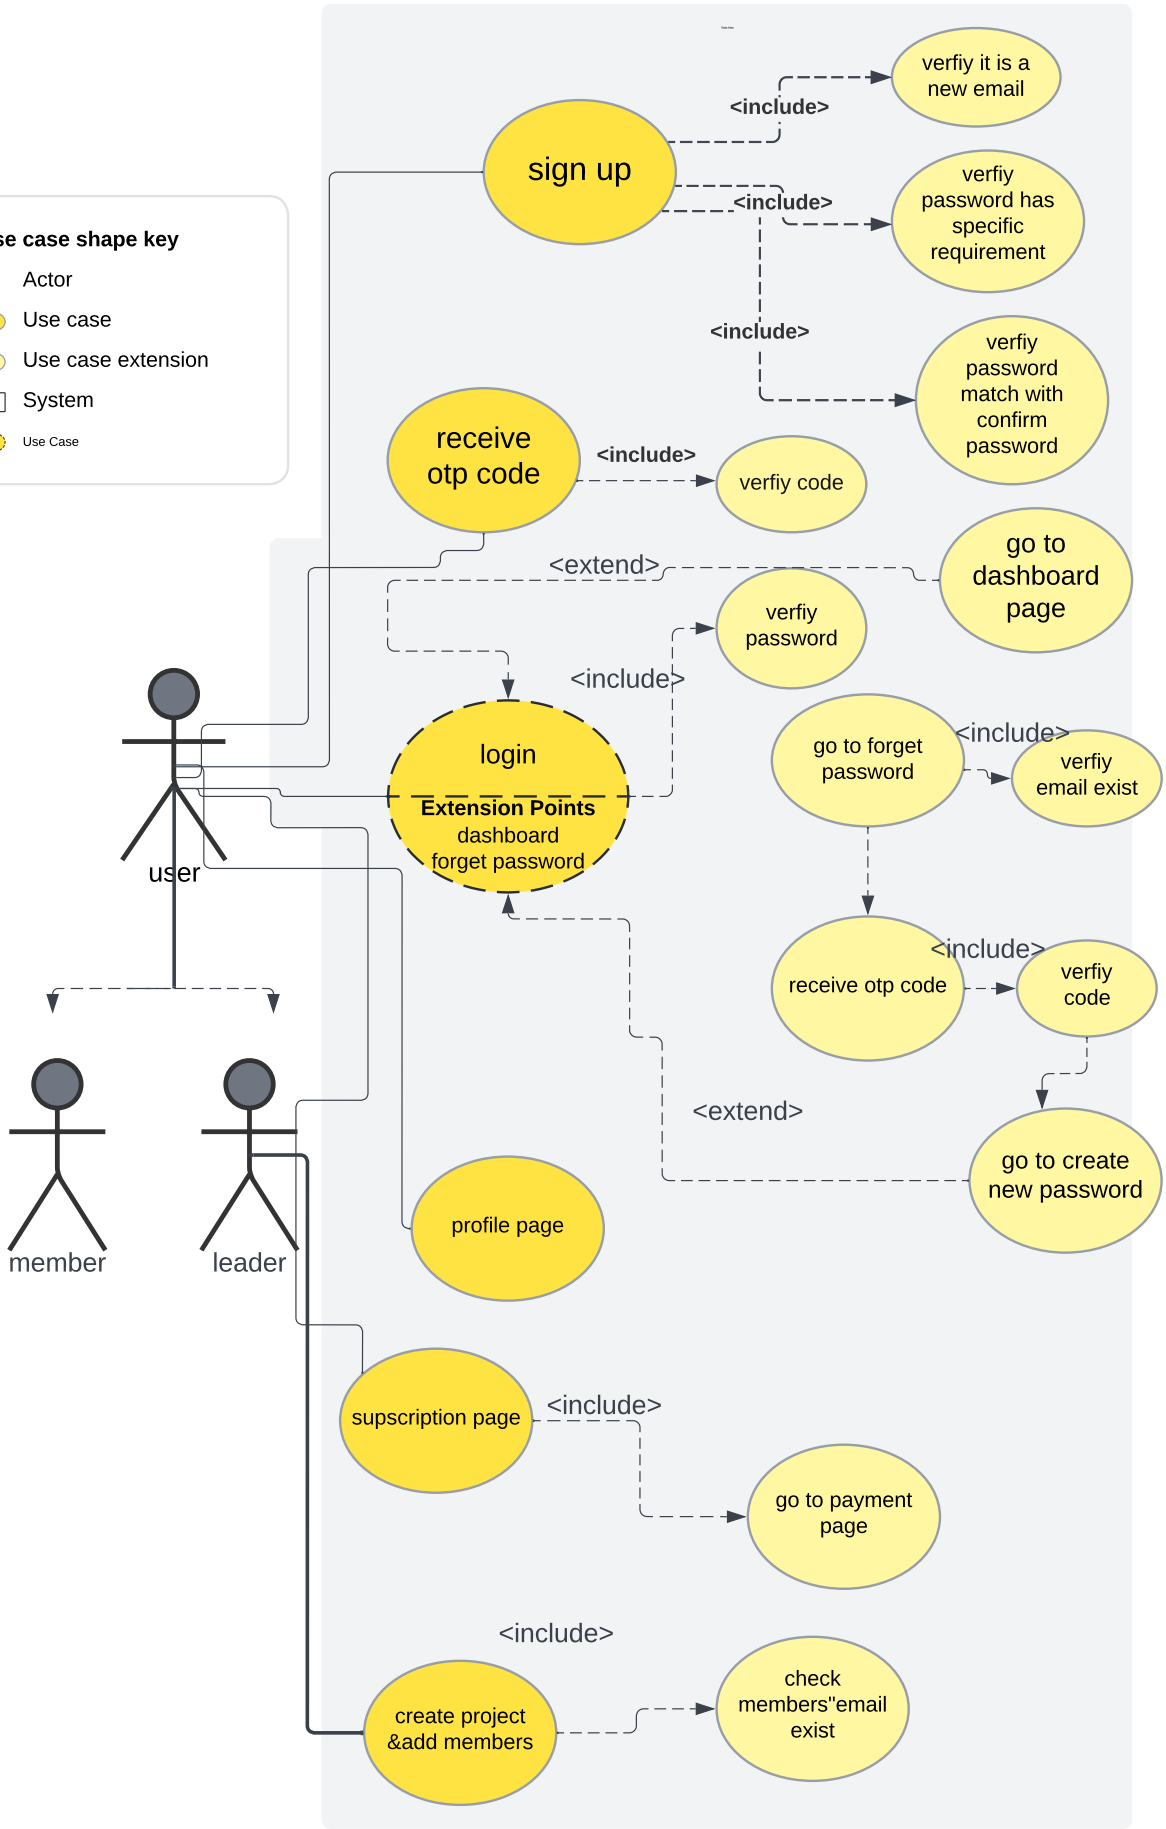 verfiy it is a
new email
<include>
sign up
verfiy
password has
specific
requirement
<include>
se case shape key
Actor
Use case
Use case extension
System
Use Case
<include>
verfiy
password
match with
confirm
password
receive
otp code
<include>
verfiy code
go to
dashboard
page
<extend>
verfiy
password
<include>
login
Extension Points
dashboard
forget password
go to forget
password
<include>
verfiy
email exist
user
receive otp code
<include>
verfiy
code
<extend>
go to create
new password
member
leader
profile page
supscription page
<include>
go to payment
page
<include>
create project
&add members
check
members"email
exist